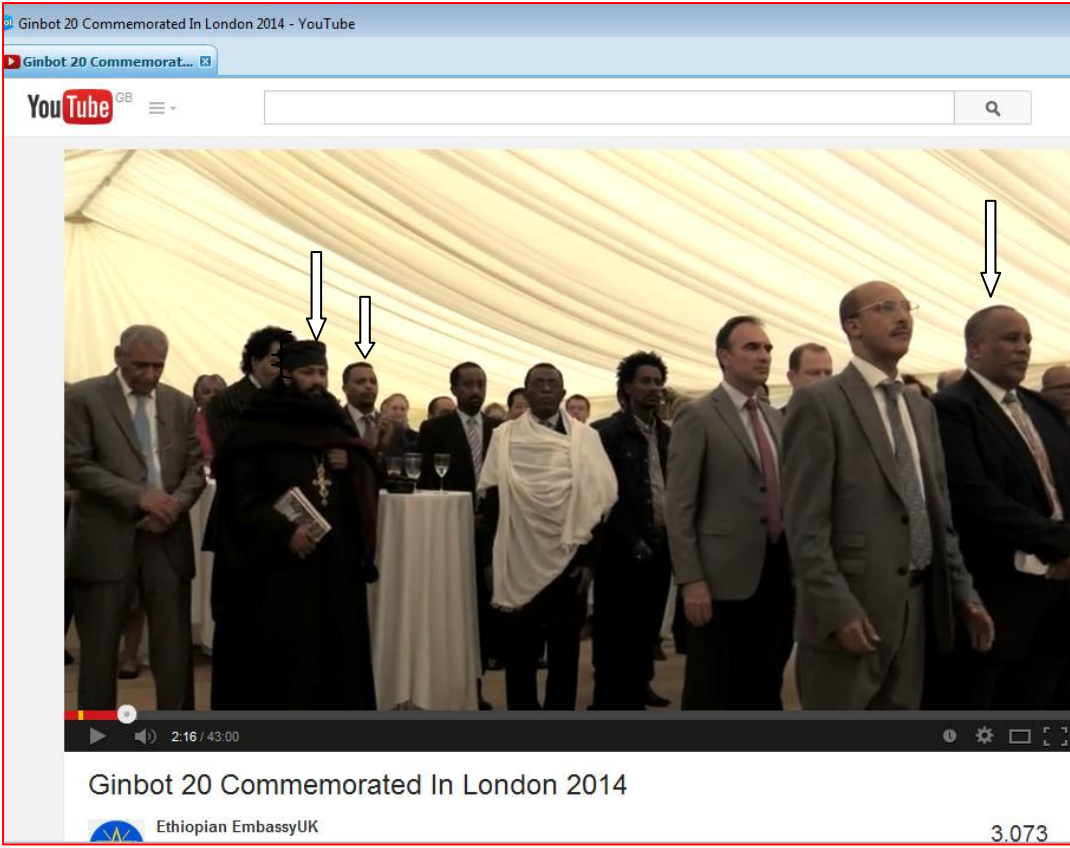 Ginbot 20 Commemorated In London 2014 - YouTube
Ginbot 20 Commemorat...
YouTube GB
2:16 / 43:00
Ginbot 20 Commemorated In London 2014
Ethiopian EmbassyUK
3,073